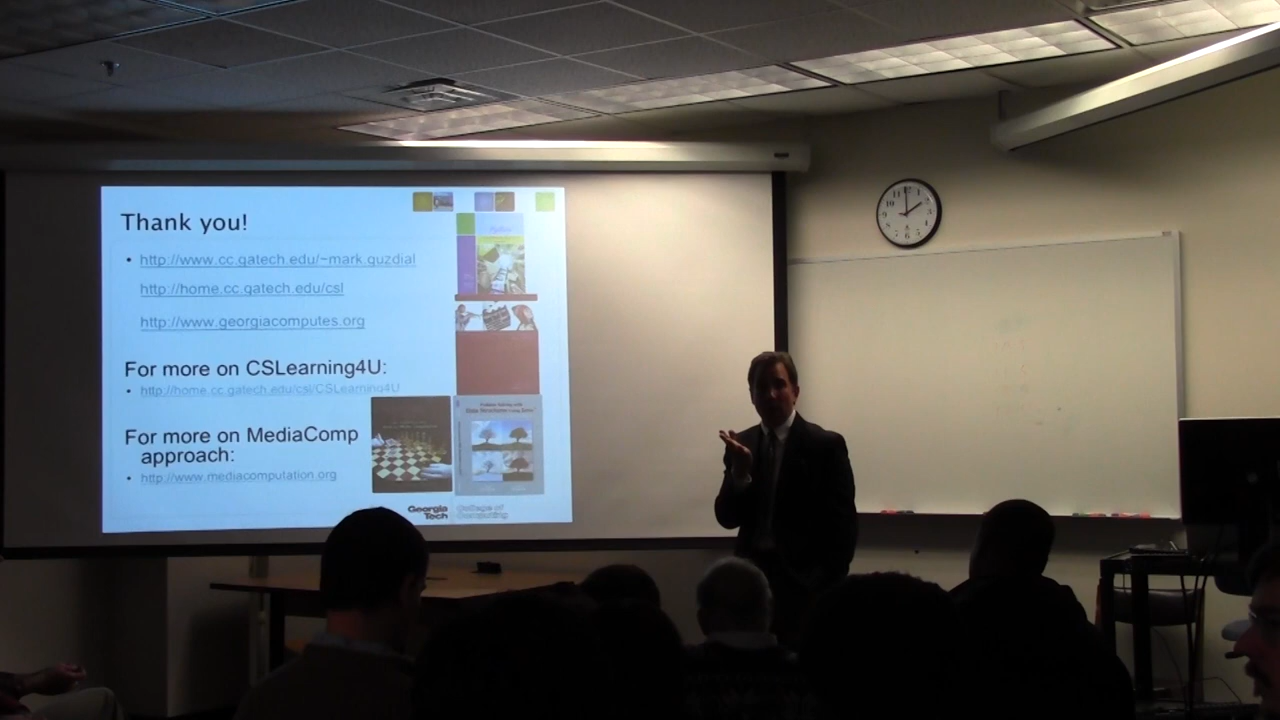 Thank you!
• http://www.cc.gatech.edu/~mark.guzdial
http://home.cc.gatech.edu/csl
http://www.georgiacomputes.org
For more on CSLearning4U:
• http://home.cc.gatech.edu/csl/CSLearning4U
For more on MediaComp
approach:
• http://www.mediacomputation.org
Georgia
Tech
College of
Computing